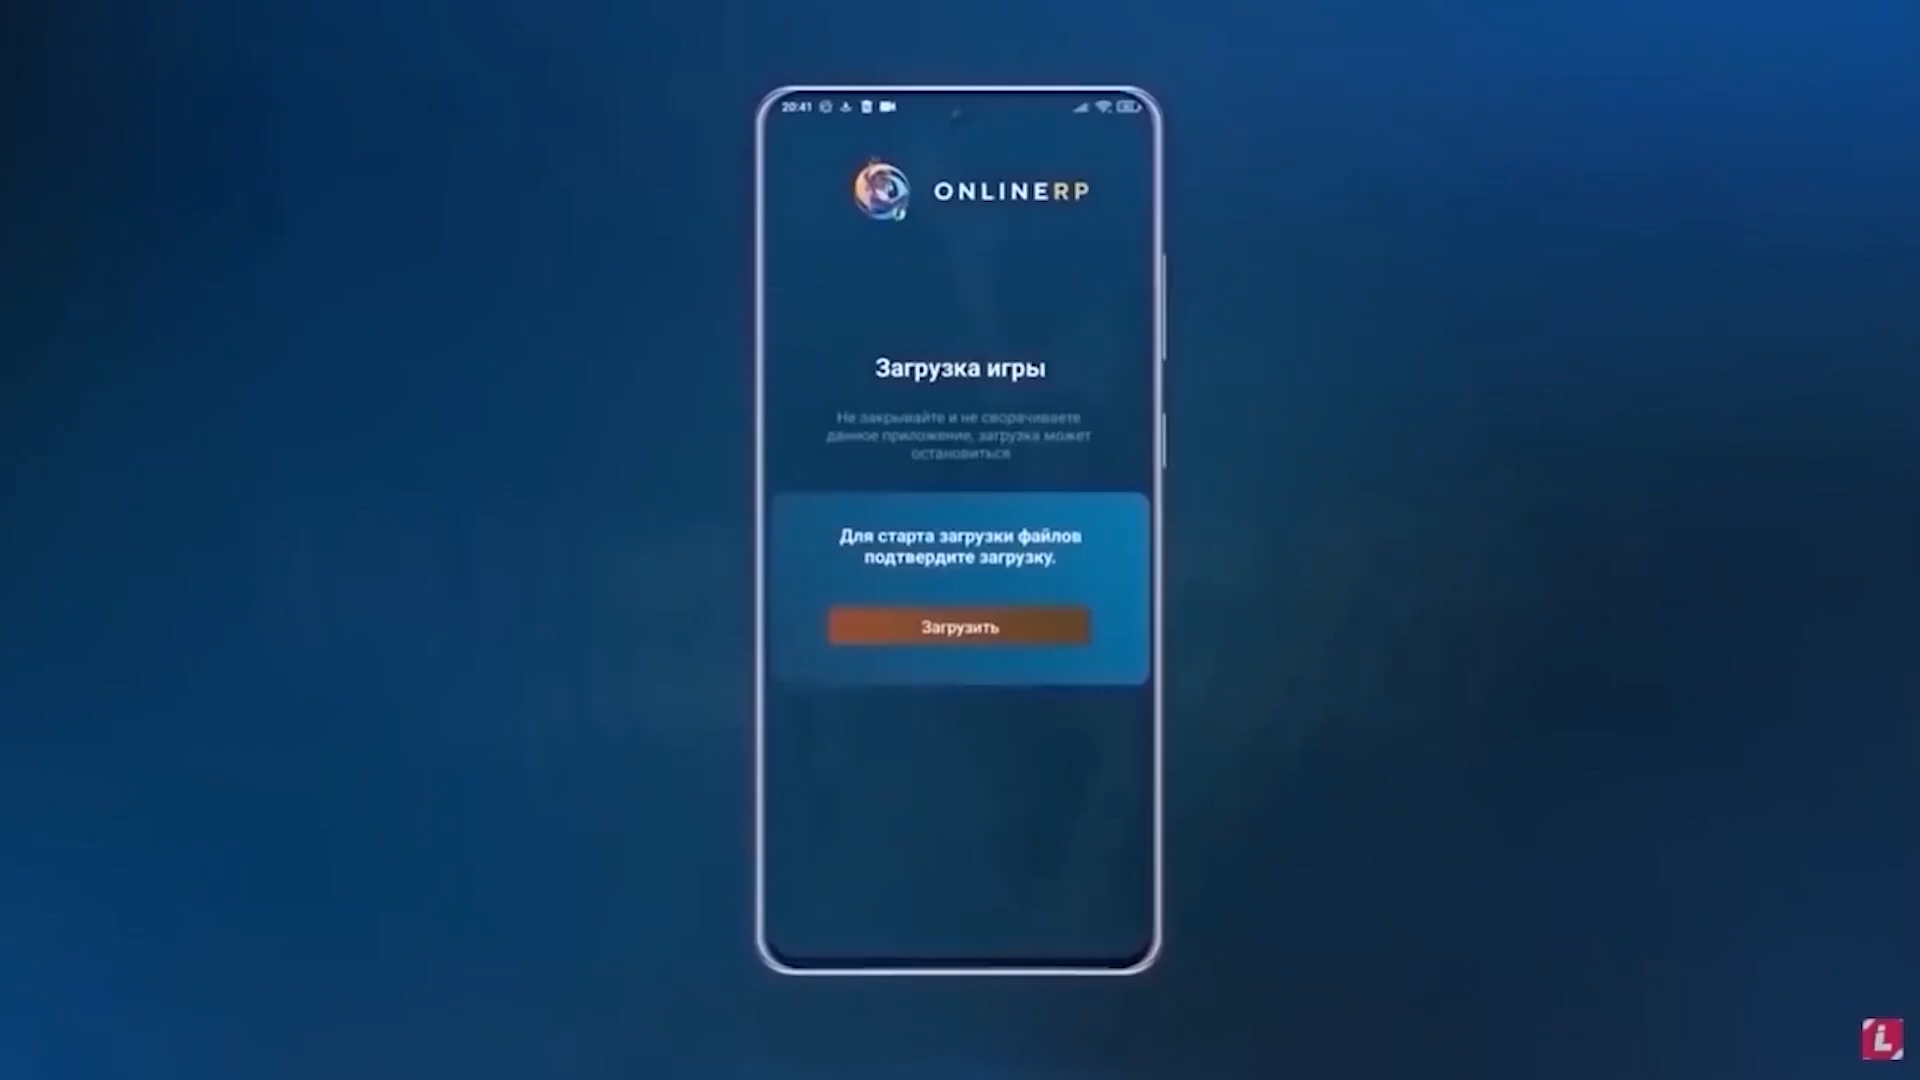 20:41
ONLINERP
Загрузка игры
Не закрывайте и не сворачиваете
данное приложение, загрузка может
остановиться
Для старта загрузки файлов
подтвердите загрузку.
Загрузить
L